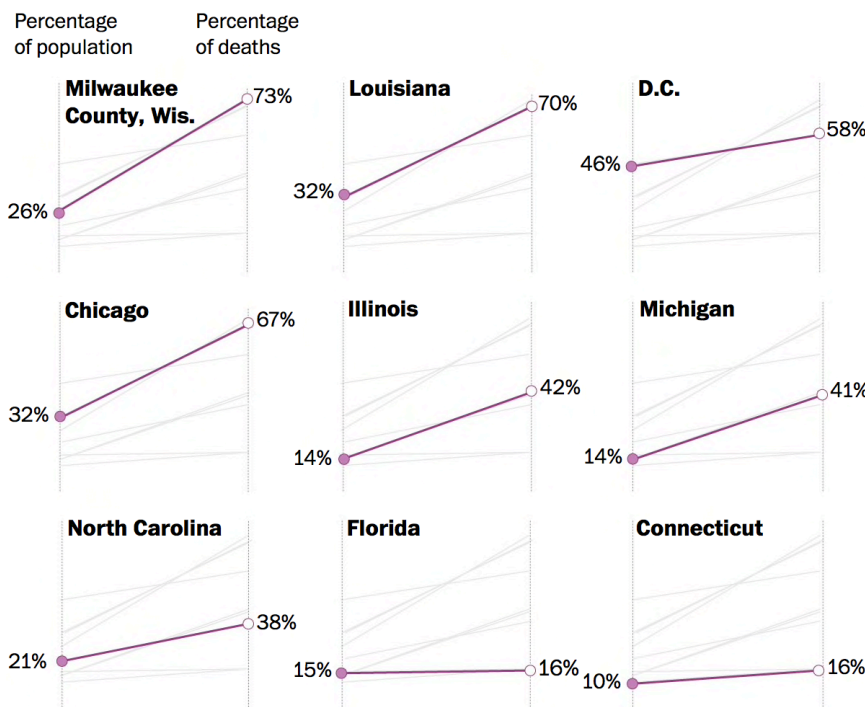 Percentage
of population
Percentage
of deaths
Milwaukee
County, Wis.
73%
26%
Louisiana
70%
32%
D.C.
58%
46%
Chicago
67%
32%
Illinois
42%
14%
Michigan
41%
14%
North Carolina
38%
21%
Florida
15%
16%
Connecticut
10%
16%